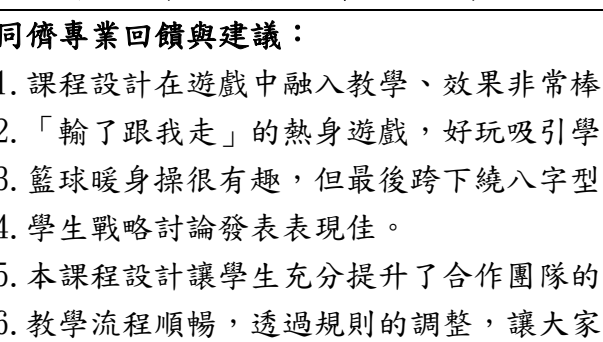 同儕專業回饋與建議：
1.課程設計在遊戲中融入教學、效果非常棒
2.「輸了跟我走」的熱身遊戲，好玩吸引學
3.籃球暖身操很有趣，但最後跨下繞八字型
4.學生戰略討論發表表現佳。
5.本課程設計讓學生充分提升了合作團隊的
6.教學流程順暢，透過規則的調整，讓大家